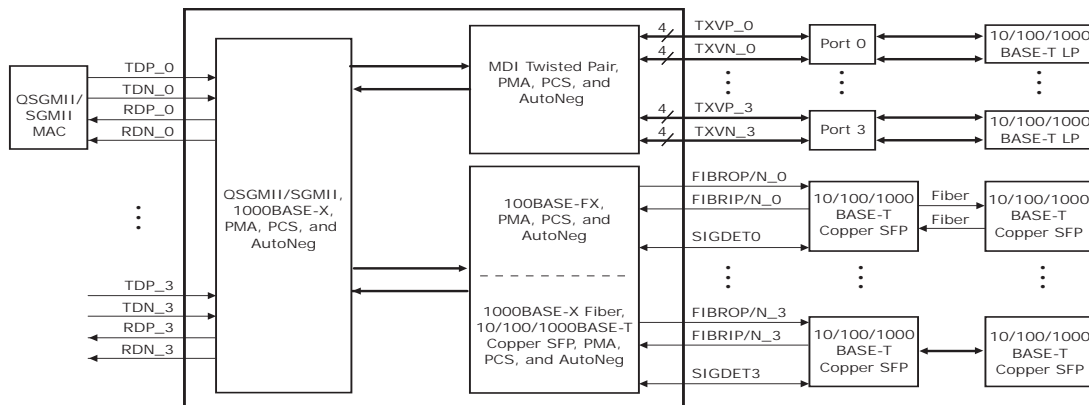 QSGMII/
SGMII
MAC
TDP_0
TDN_0
RDP_0
RDN_0
TDP_3
TDN_3
RDP_3
RDN_3
QSGMII/SGMII,
1000BASE-X,
PMA, PCS, and
AutoNeg
MDI Twisted Pair,
PMA, PCS, and
AutoNeg
100BASE-FX,
PMA, PCS, and
AutoNeg
1000BASE-X Fiber,
10/100/1000BASE-T
Copper SFP, PMA,
PCS, and AutoNeg
4 TXVP_0
4 TXVN_0
4 TXVP_3
4 TXVN_3
Port 0
Port 3
10/100/1000
BASE-T LP
10/100/1000
BASE-T LP
FIBROP/N_0
FIBRIP/N_0
SIGDET0
10/100/1000
BASE-T
Copper SFP
Fiber
Fiber
10/100/1000
BASE-T
Copper SFP
FIBROP/N_3
FIBRIP/N_3
SIGDET3
10/100/1000
BASE-T
Copper SFP
10/100/1000
BASE-T
Copper SFP